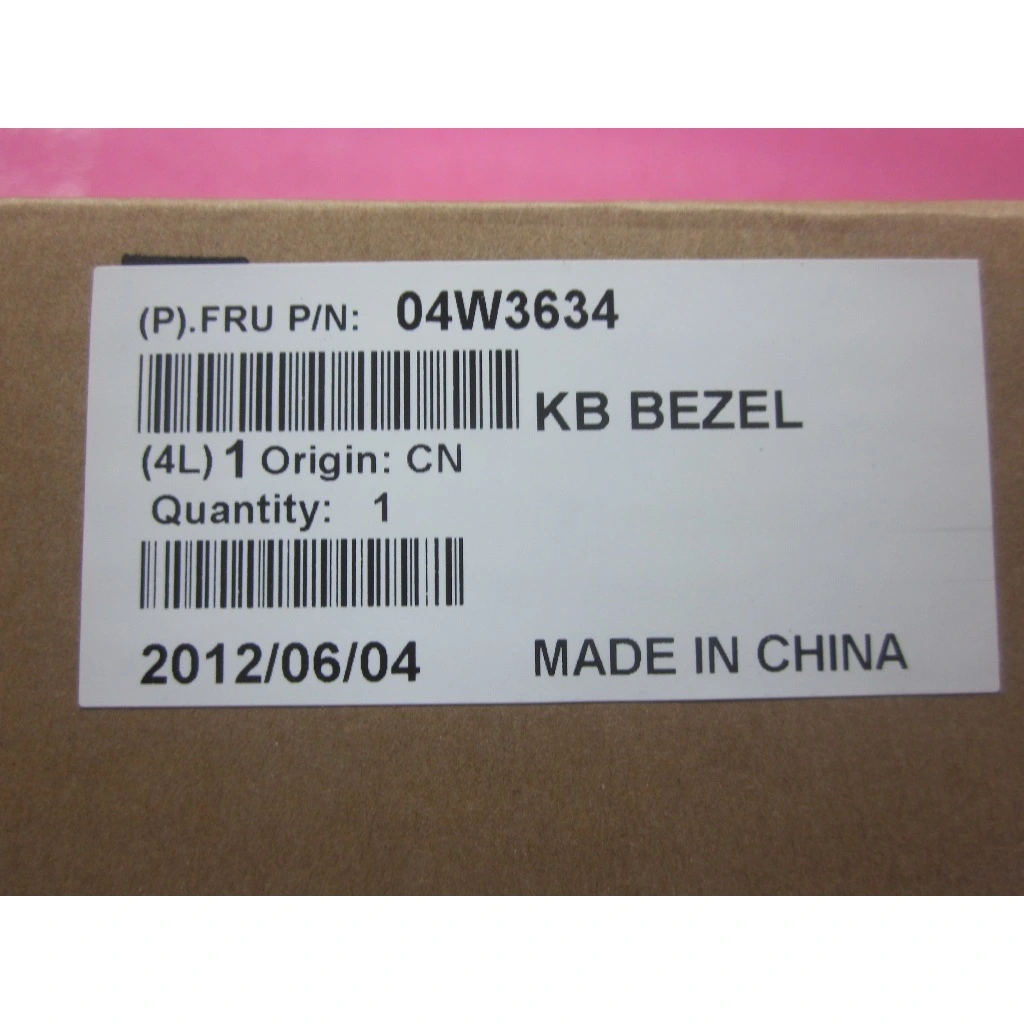 (P).FRU P/N: 04W3634
KB BEZEL
(4L) 1 Origin: CN
Quantity: 1
2012/06/04 MADE IN CHINA